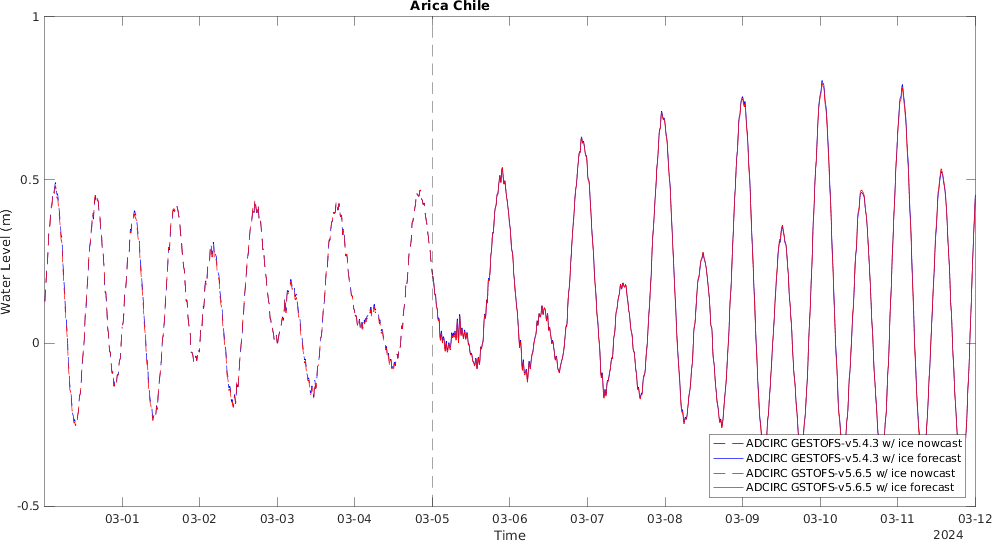 Arica Chile
1
0.5
0
-0.5
Water Level (m)
ADCIRC GESTOFS-v5.4.3 w/ ice nowcast
ADCIRC GESTOFS-v5.4.3 w/ ice forecast
ADCIRC GSTOFS-v5.6.5 w/ ice nowcast
ADCIRC GSTOFS-v5.6.5 w/ ice forecast
03-01 03-02 03-03 03-04 03-05 03-06 03-07 03-08 03-09 03-10 03-11 03-12
Time
2024